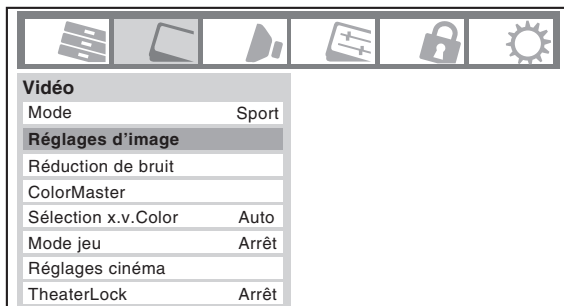 Vidéo
Mode Sport
Réglages d'image
Réduction de bruit
ColorMaster
Sélection x.v.Color Auto
Mode jeu Arrêt
Réglages cinéma
TheaterLock Arrêt